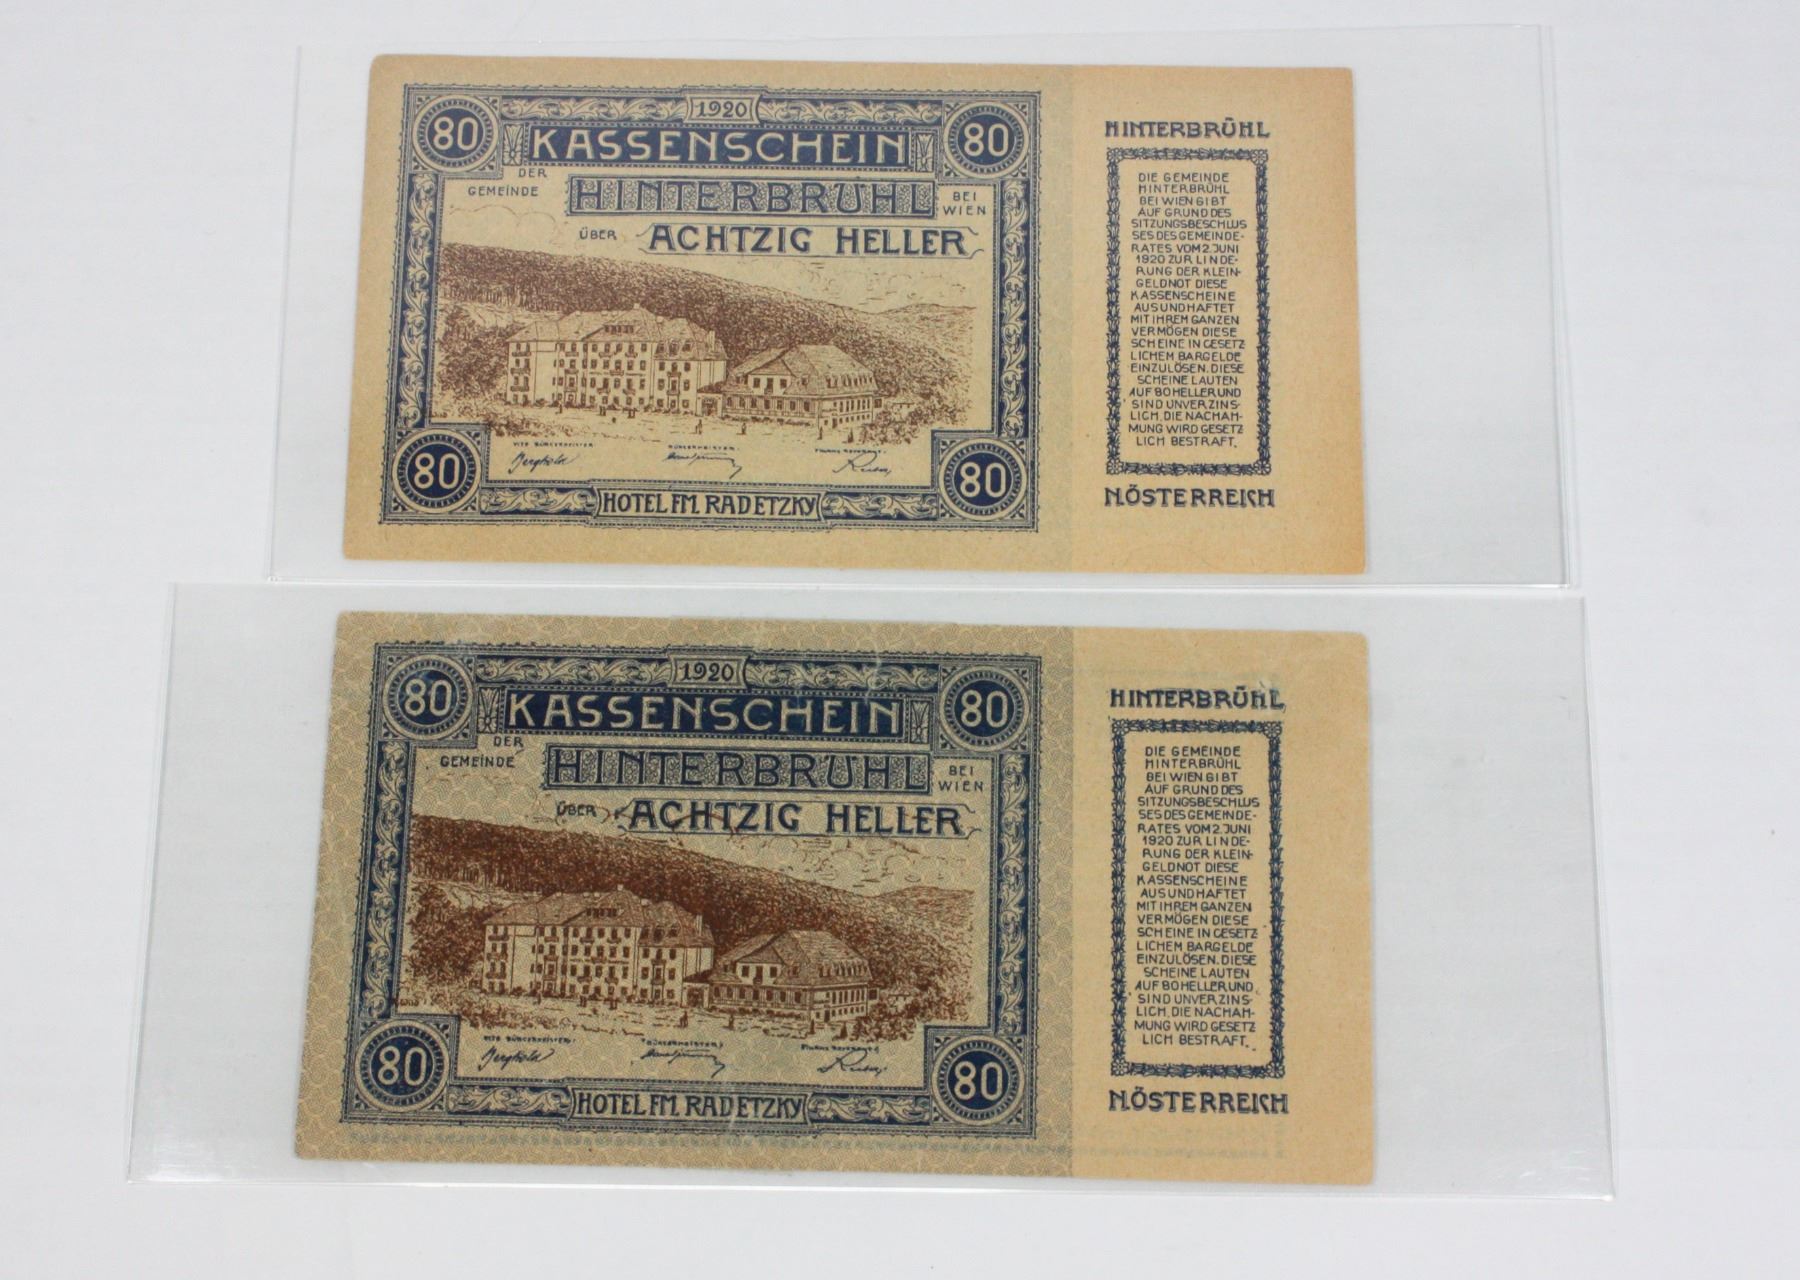 1920
80 KASSENSCHEIN 80
DER
GEMEINDE HINTERBRÜHL BEI
WIEN
ÜBER ACHTZIG HELLER
VIZE BÜRGERMEISTER: BÜRGERMEISTER: FINANZREFERENT:
80 80
HOTEL FM. RADETZKY
HINTERBRÜHL
DIE GEMEINDE
HINTERBRÜHL
BEI WIEN GIBT
AUF GRUND DES
SITZUNGSBESCHLUS
SES DES GEMEINDE-
RATES VOM 2. JUNI
1920 ZUR LINDE-
RUNG DER KLEIN-
GELDNOT DIESE
KASSENSCHEINE
AUS UND HAFTET
MIT IHREM GANZEN
VERMÖGEN DIESE
SCHEINE IN GESETZ
LICHEM BARGELDE
EINZULÖSEN. DIESE
SCHEINE LAUTEN
AUF 80 HELLER UND
SIND UNVERZINS-
LICH. DIE NACHAH-
MUNG WIRD GESETZ
LICH BESTRAFT.
N.ÖSTERREICH
1920
80 KASSENSCHEIN 80
DER
GEMEINDE HINTERBRÜHL BEI
WIEN
ÜBER ACHTZIG HELLER
VIZE BÜRGERMEISTER: BÜRGERMEISTER: FINANZREFERENT:
80 80
HOTEL FM. RADETZKY
HINTERBRÜHL
DIE GEMEINDE
HINTERBRÜHL
BEI WIEN GIBT
AUF GRUND DES
SITZUNGSBESCHLUS
SES DES GEMEINDE-
RATES VOM 2. JUNI
1920 ZUR LINDE-
RUNG DER KLEIN-
GELDNOT DIESE
KASSENSCHEINE
AUS UND HAFTET
MIT IHREM GANZEN
VERMÖGEN DIESE
SCHEINE IN GESETZ
LICHEM BARGELDE
EINZULÖSEN. DIESE
SCHEINE LAUTEN
AUF 80 HELLER UND
SIND UNVERZINS-
LICH. DIE NACHAH-
MUNG WIRD GESETZ
LICH BESTRAFT.
N.ÖSTERREICH